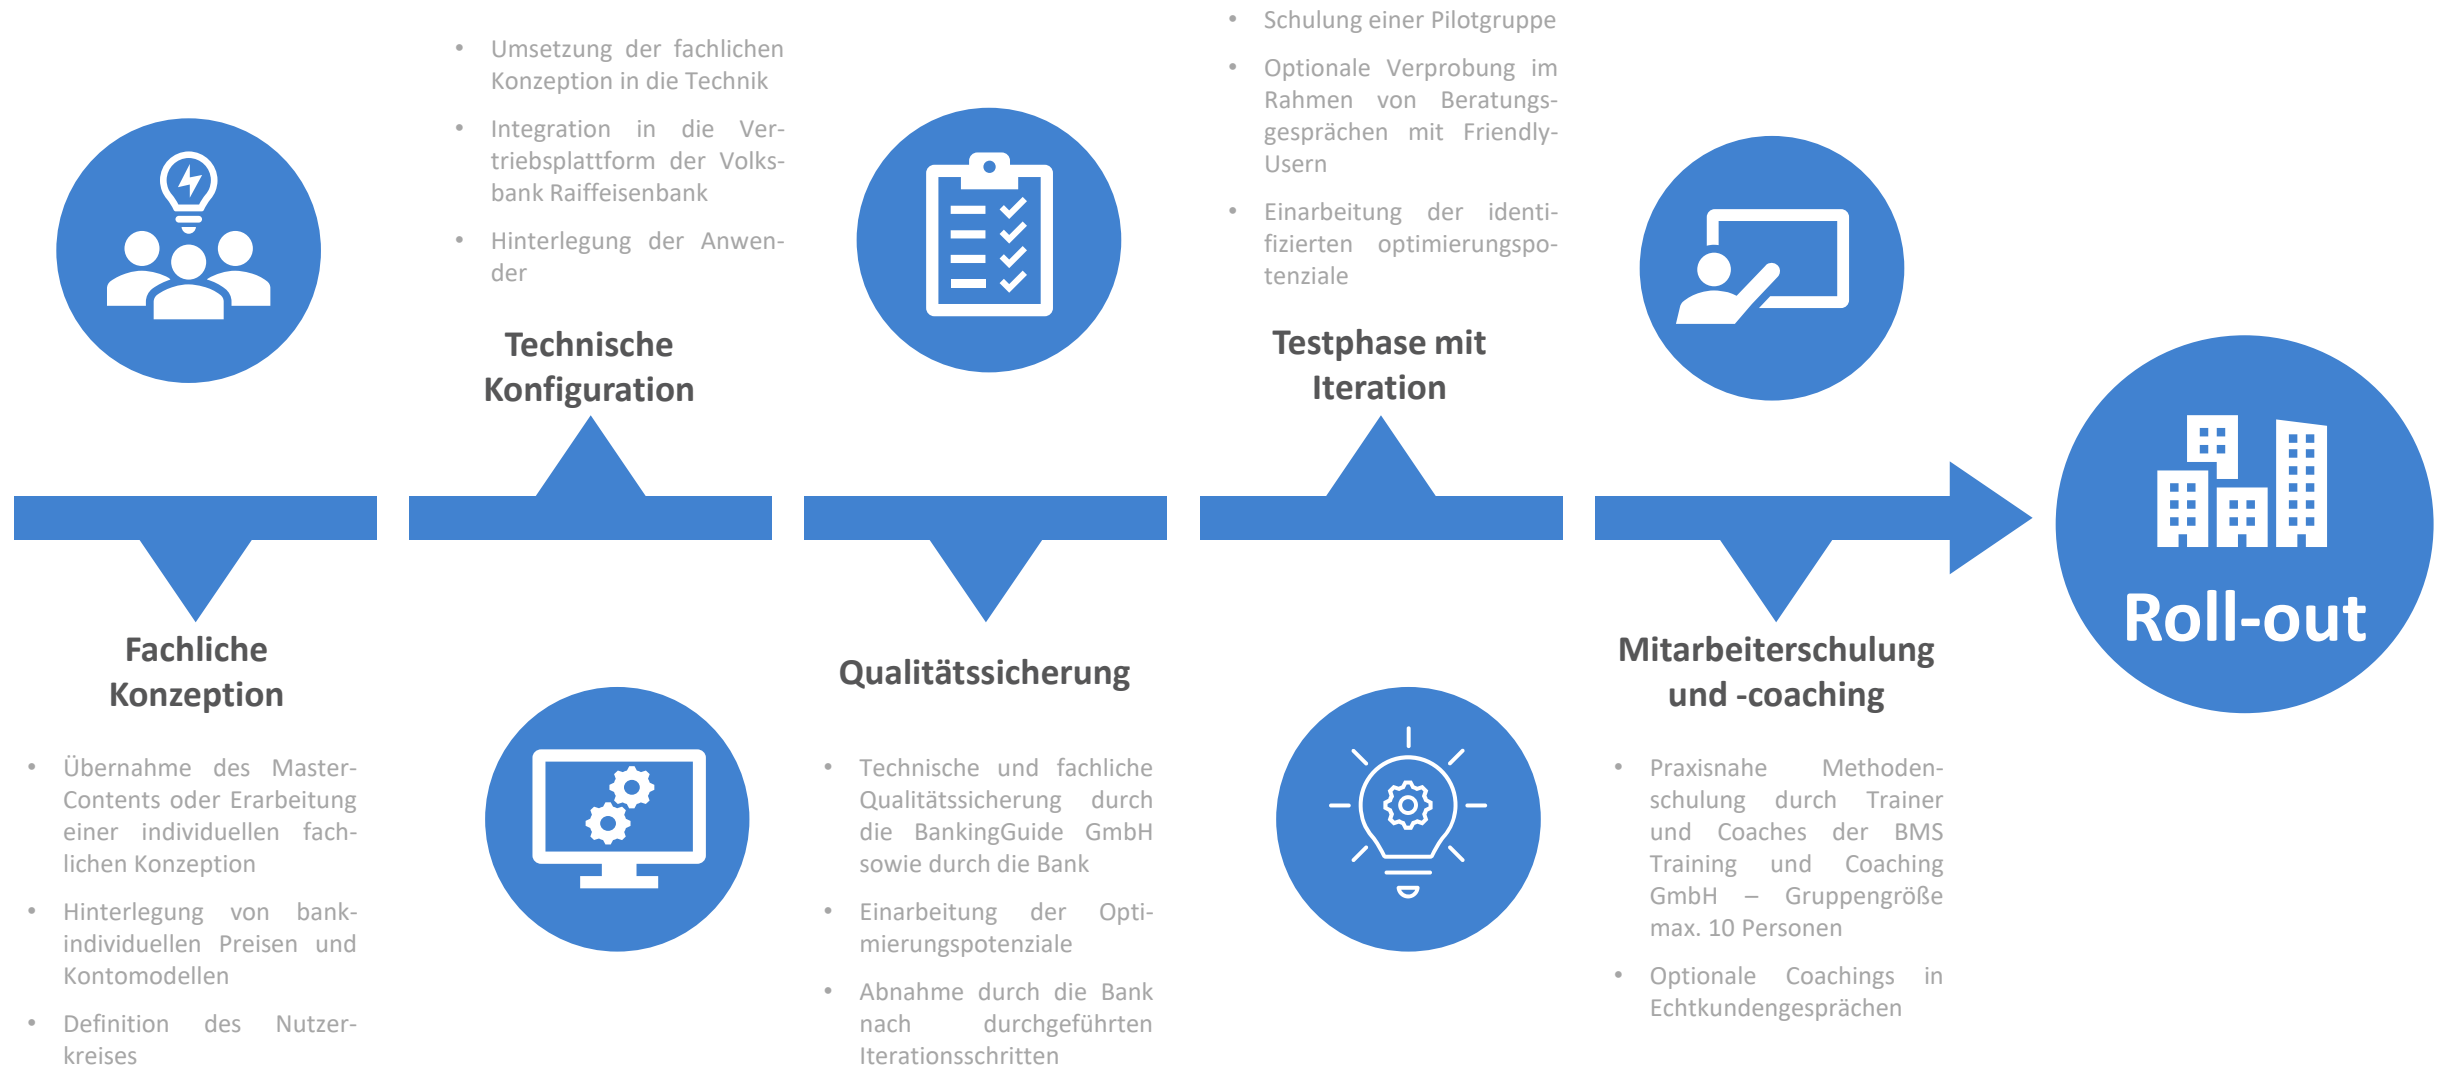 Fachliche
Konzeption
• Übernahme des Master-
Contents oder Erarbeitung
einer individuellen fach-
lichen Konzeption
• Hinterlegung von bank-
individuellen Preisen und
Kontomodellen
• Definition des Nutzer-
kreises
• Umsetzung der fachlichen
Konzeption in die Technik
• Integration in die Ver-
triebsplattform der Volks-
bank Raiffeisenbank
• Hinterlegung der Anwen-
der
Technische
Konfiguration
Qualitätssicherung
• Technische und fachliche
Qualitätssicherung durch
die BankingGuide GmbH
sowie durch die Bank
• Einarbeitung der Opti-
mierungspotenziale
• Abnahme durch die Bank
nach durchgeführten
Iterationsschritten
• Schulung einer Pilotgruppe
• Optionale Verprobung im
Rahmen von Beratungs-
gesprächen mit Friendly-
Usern
• Einarbeitung der identi-
fizierten optimierungspo-
tenziale
Testphase mit
Iteration
Mitarbeiterschulung
und -coaching
• Praxisnahe Methoden-
schulung durch Trainer
und Coaches der BMS
Training und Coaching
GmbH – Gruppengröße
max. 10 Personen
• Optionale Coachings in
Echtkundengesprächen
Roll-out